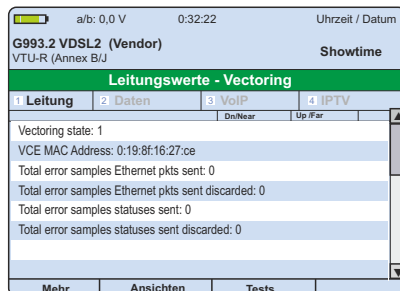 a/b: 0,0 V 0:32:22 Uhrzeit / Datum
G993.2 VDSL2 (Vendor)
VTU-R (Annex B/J
Showtime
Leitungswerte - Vectoring
1 Leitung 2 Daten 3 VoIP 4 IPTV
Dn/Near Up /Far
Vectoring state: 1
VCE MAC Address: 0:19:8f:16:27:ce
Total error samples Ethernet pkts sent: 0
Total error samples Ethernet pkts sent discarded: 0
Total error samples statuses sent: 0
Total error samples statuses sent discarded: 0
Mehr Ansichten Tests